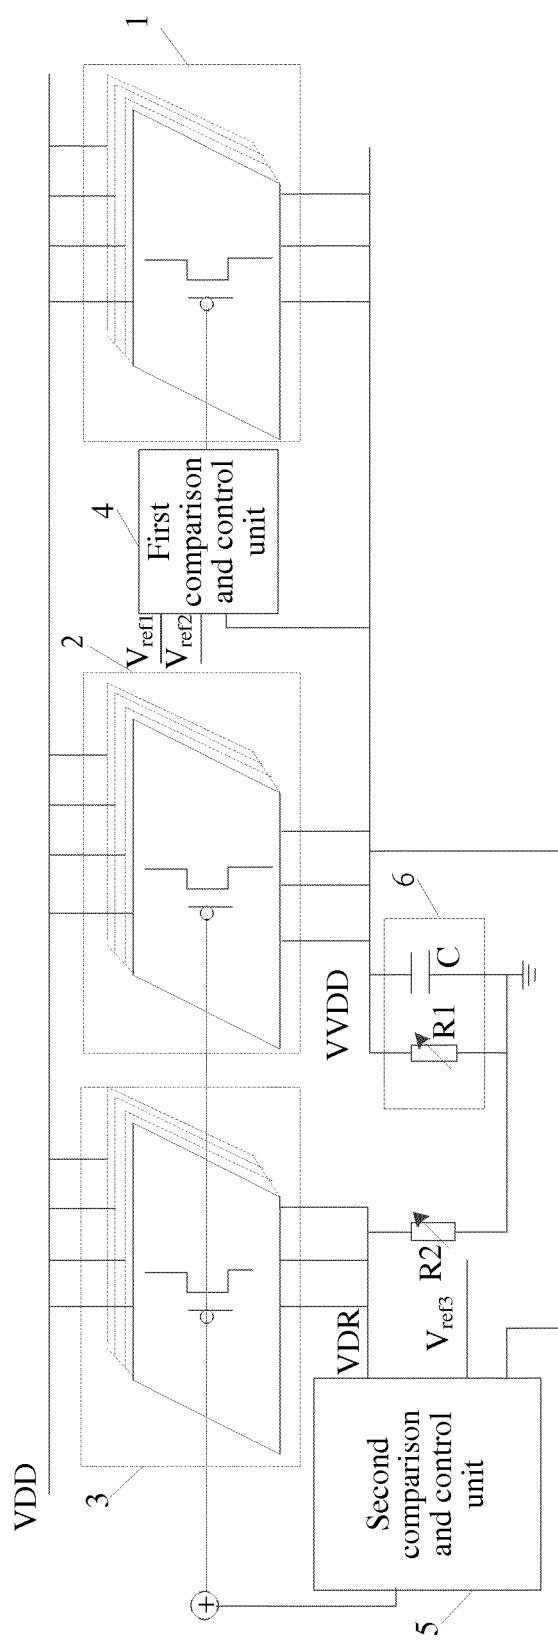 VDD
1
2
3
4
First
comparison
and control
unit
Vref1
Vref2
6
VVDD
C
R1
R2
VDR
Vref3
Second
comparison
and control
unit
5
+